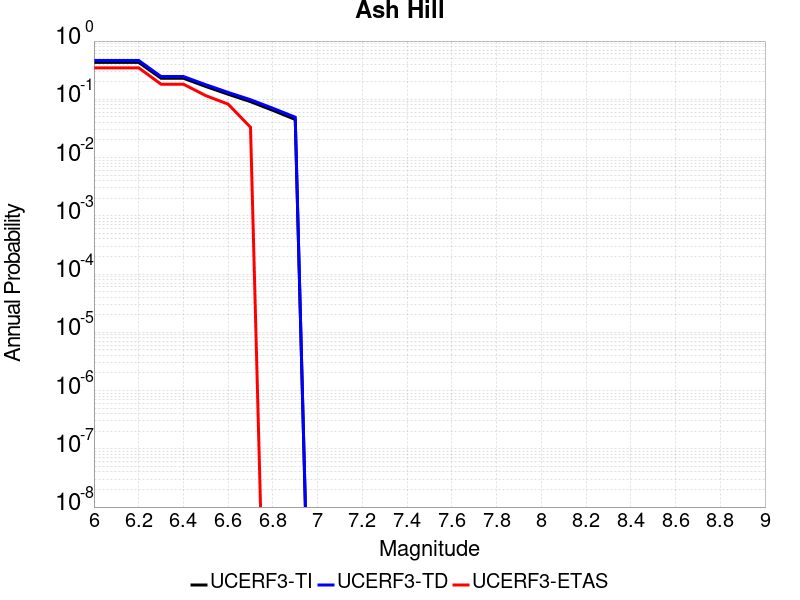 Ash Hill
Annual Probability
10^0
10^-1
10^-2
10^-3
10^-4
10^-5
10^-6
10^-7
10^-8
6 6.2 6.4 6.6 6.8 7 7.2 7.4 7.6 7.8 8 8.2 8.4 8.6 8.8 9
Magnitude
UCERF3-TI UCERF3-TD UCERF3-ETAS